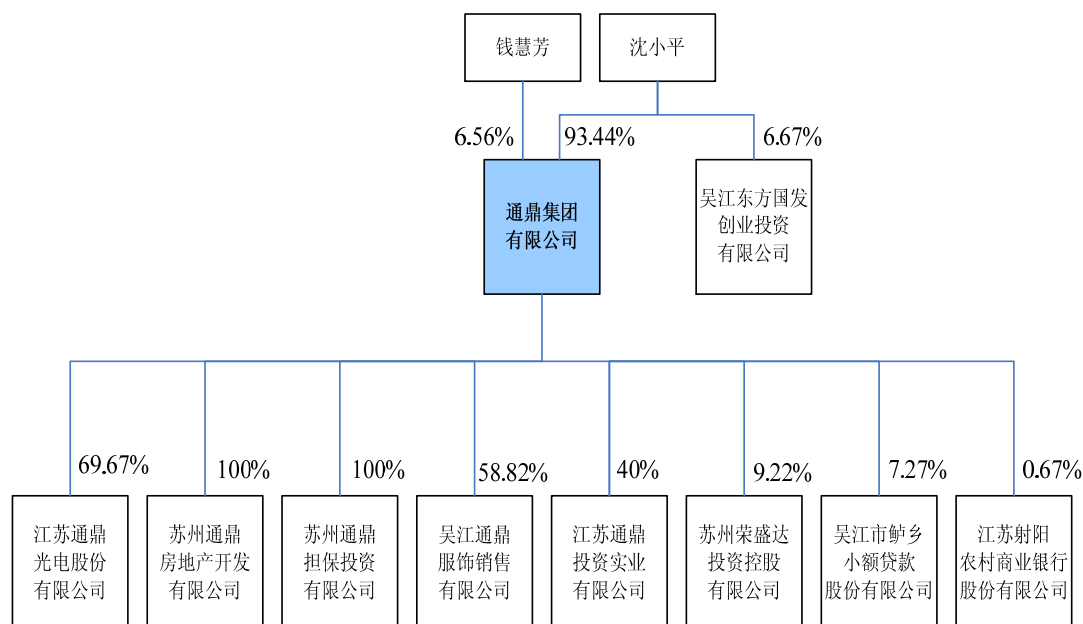 钱慧芳
沈小平
6.56%
93.44%
6.67%
通鼎集团
有限公司
吴江东方国发
创业投资
有限公司
69.67%
100%
100%
58.82%
40%
9.22%
7.27%
0.67%
江苏通鼎
光电股份
有限公司
苏州通鼎
房地产开发
有限公司
苏州通鼎
担保投资
有限公司
吴江通鼎
服饰销售
有限公司
江苏通鼎
投资实业
有限公司
苏州荣盛达
投资控股
有限公司
吴江市鲈乡
小额贷款
股份有限公司
江苏射阳
农村商业银行
股份有限公司